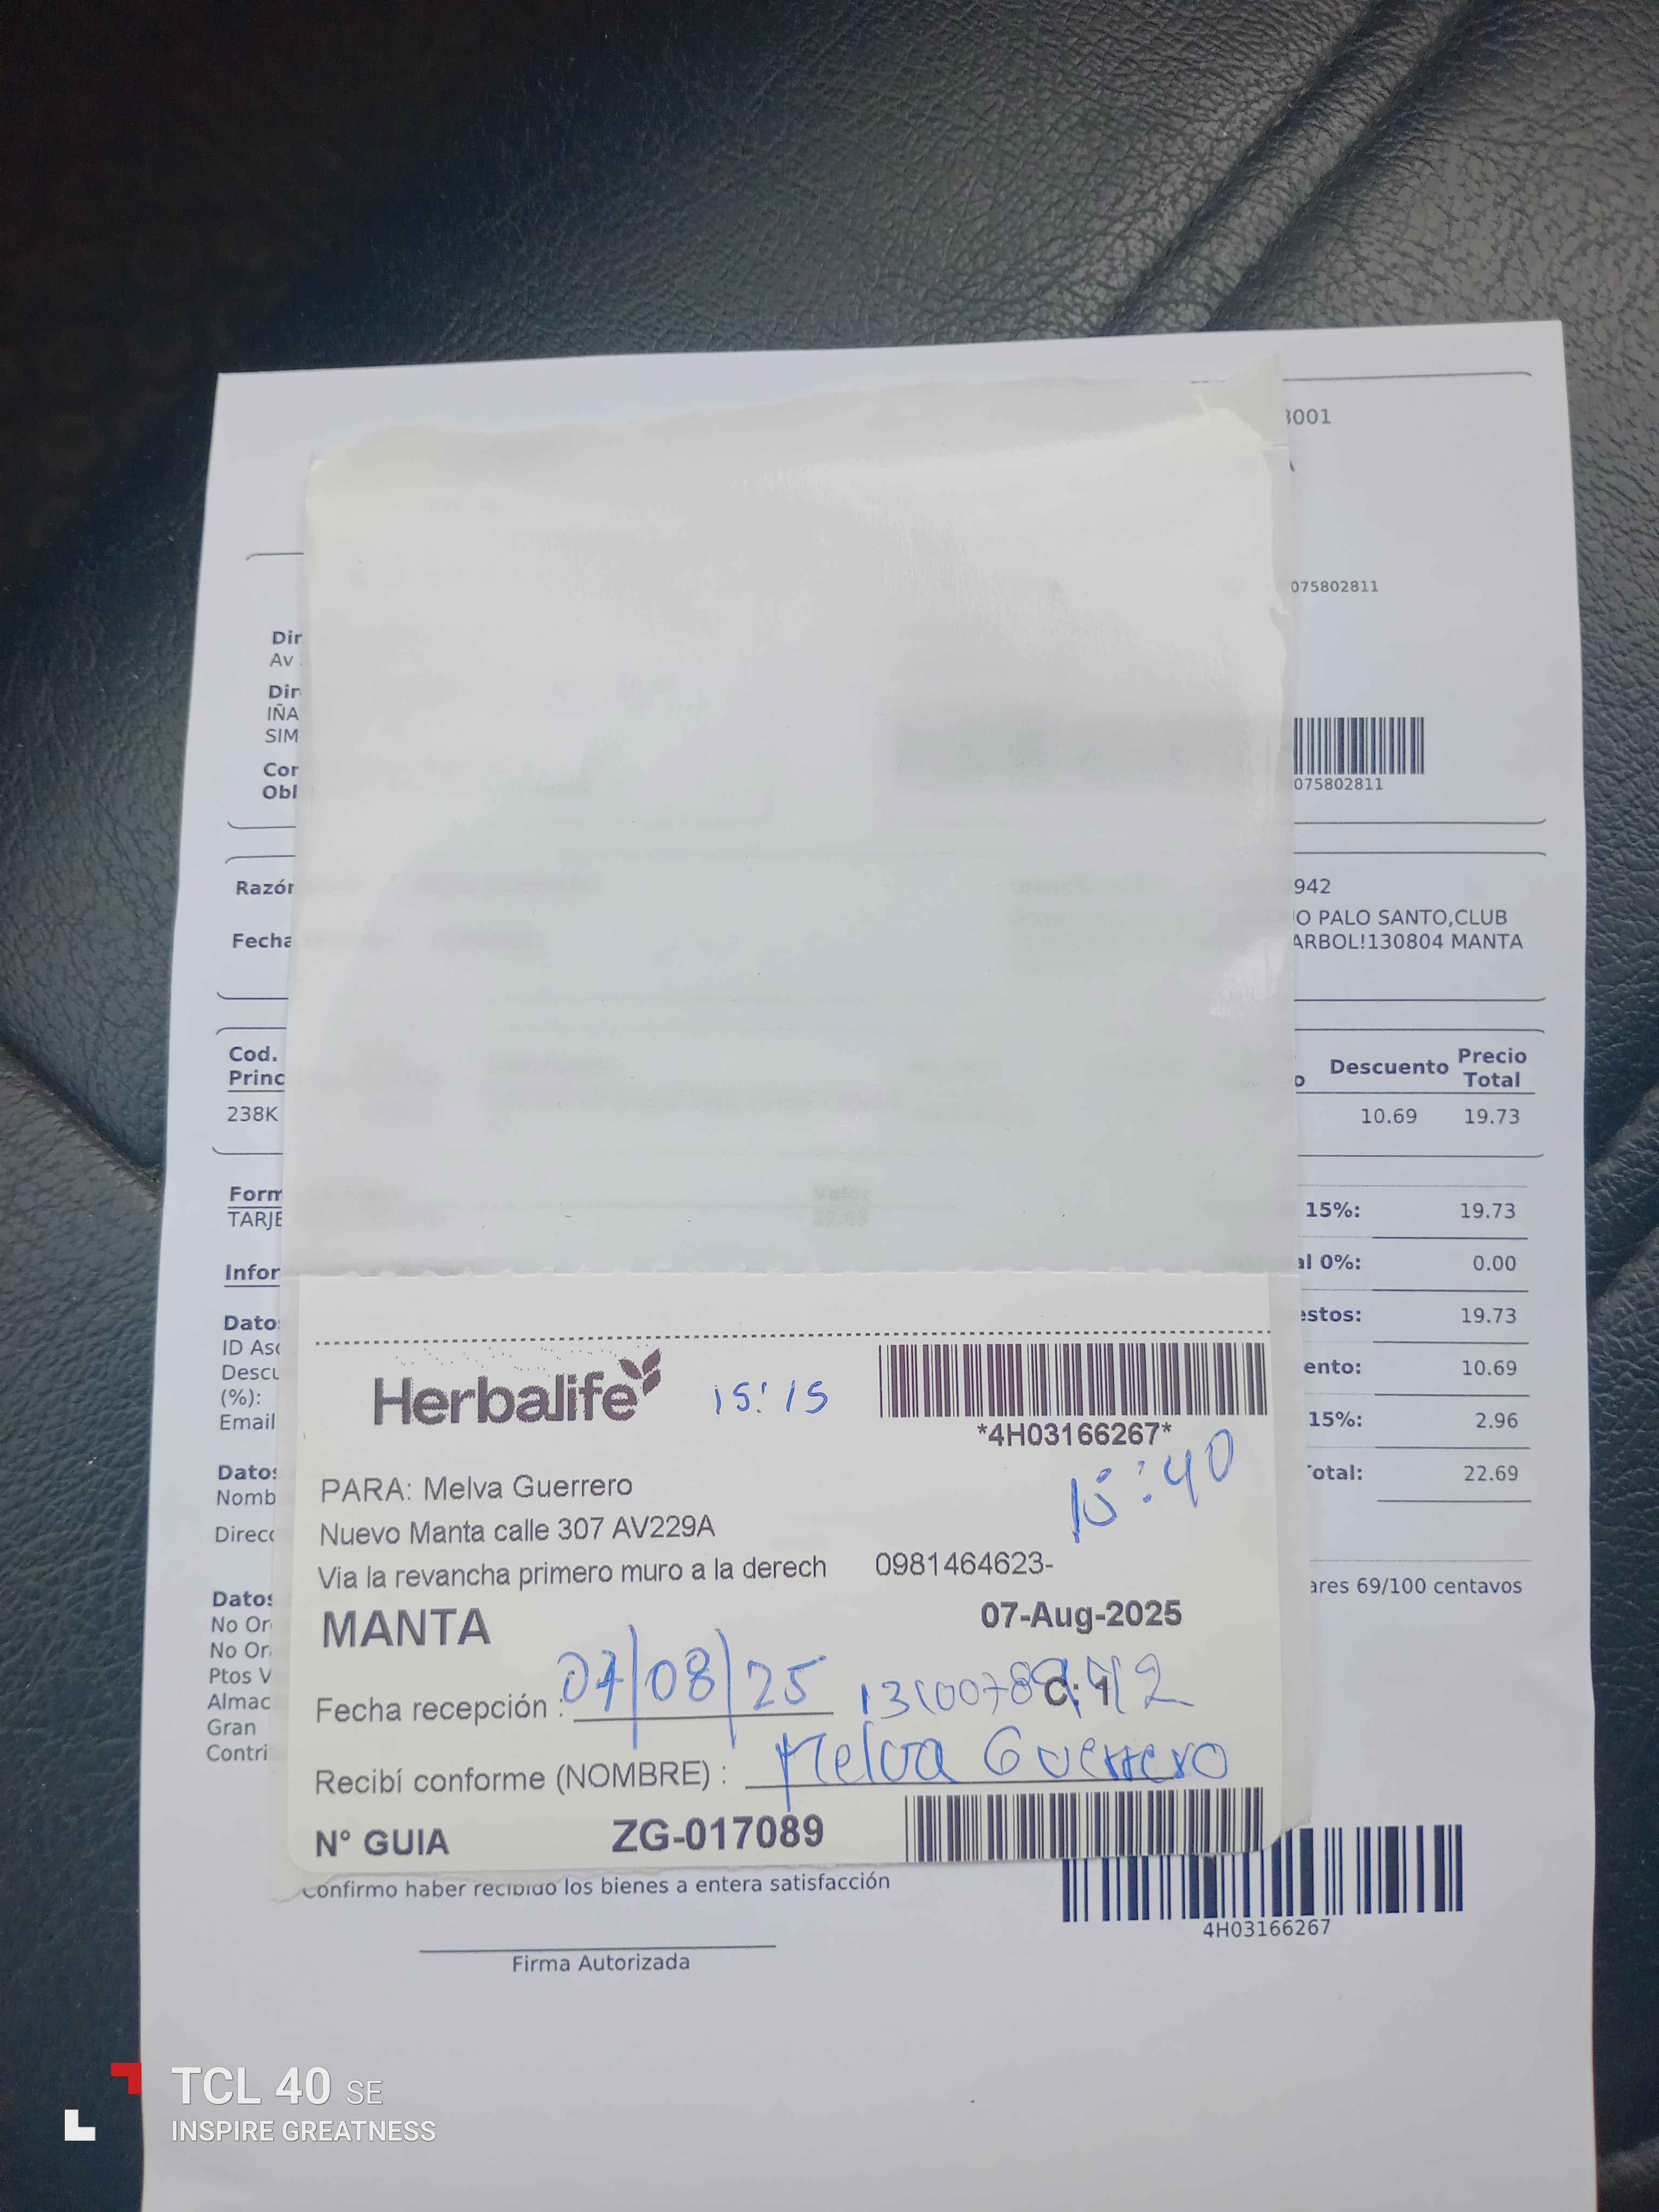 3001
075802811
Dir
Av
Dir
IÑA
SIM
075802811
Cor
Obl
Razón
942
IO PALO SANTO,CLUB
Fecha
ARBOL!130804 MANTA
Cod.
Princ
o Descuento Precio
Total
238K 10.69 19.73
Form
TARJE
15%: 19.73
al 0%: 0.00
Infor
estos: 19.73
Dato
ID Aso
Descu
(%):
Email
ento: 10.69
15%: 2.96
otal: 22.69
Datos
Nomb
Direcc
ares 69/100 centavos
Datos
No Or
No Or
Ptos V
Almac
Gran
Contri
Herbalife 15:15
*4H03166267*
15:40
PARA: Melva Guerrero
Nuevo Manta calle 307 AV229A
Via la revancha primero muro a la derech 0981464623-
MANTA 07-Aug-2025
Fecha recepción : 07/08/25 C: 1
Recibí conforme (NOMBRE) : Melva Guerrero
N° GUIA ZG-017089
Confirmo haber recibido los bienes a entera satisfacción
4H03166267
Firma Autorizada
TCL 40 SE
INSPIRE GREATNESS